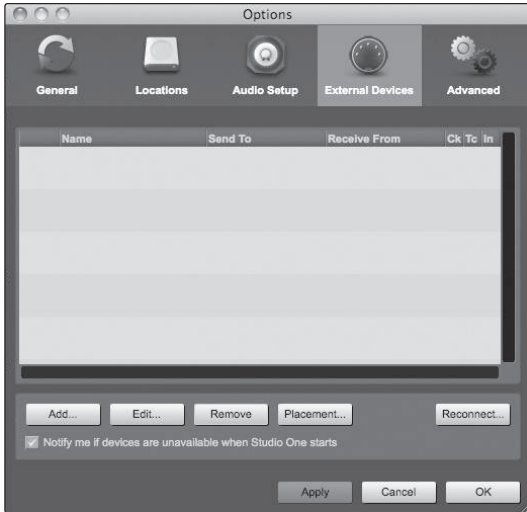 Options
General Locations Audio Setup External Devices Advanced
Name Send To Receive From Ck Tc In
Add... Edit... Remove Placement... Reconnect...
Notify me if devices are unavailable when Studio One starts
Apply Cancel OK